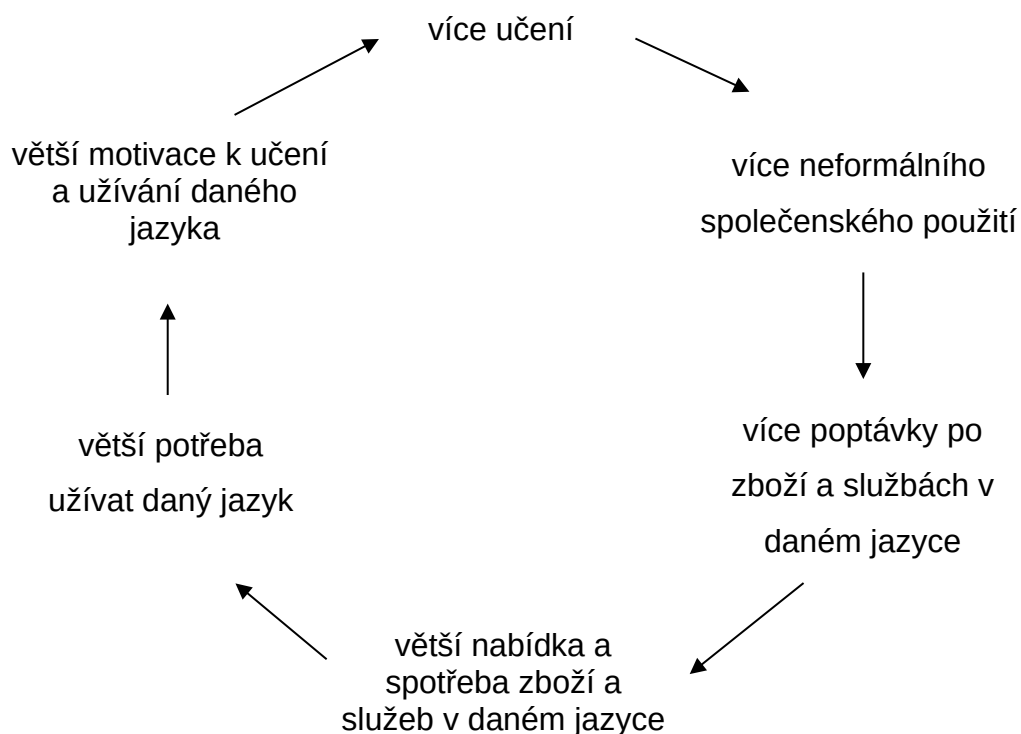 více učení
více neformálního
společenského použití
více poptávky po
zboží a službách v
daném jazyce
větší nabídka a
spotřeba zboží a
služeb v daném jazyce
větší potřeba
užívat daný jazyk
větší motivace k učení
a užívání daného
jazyka